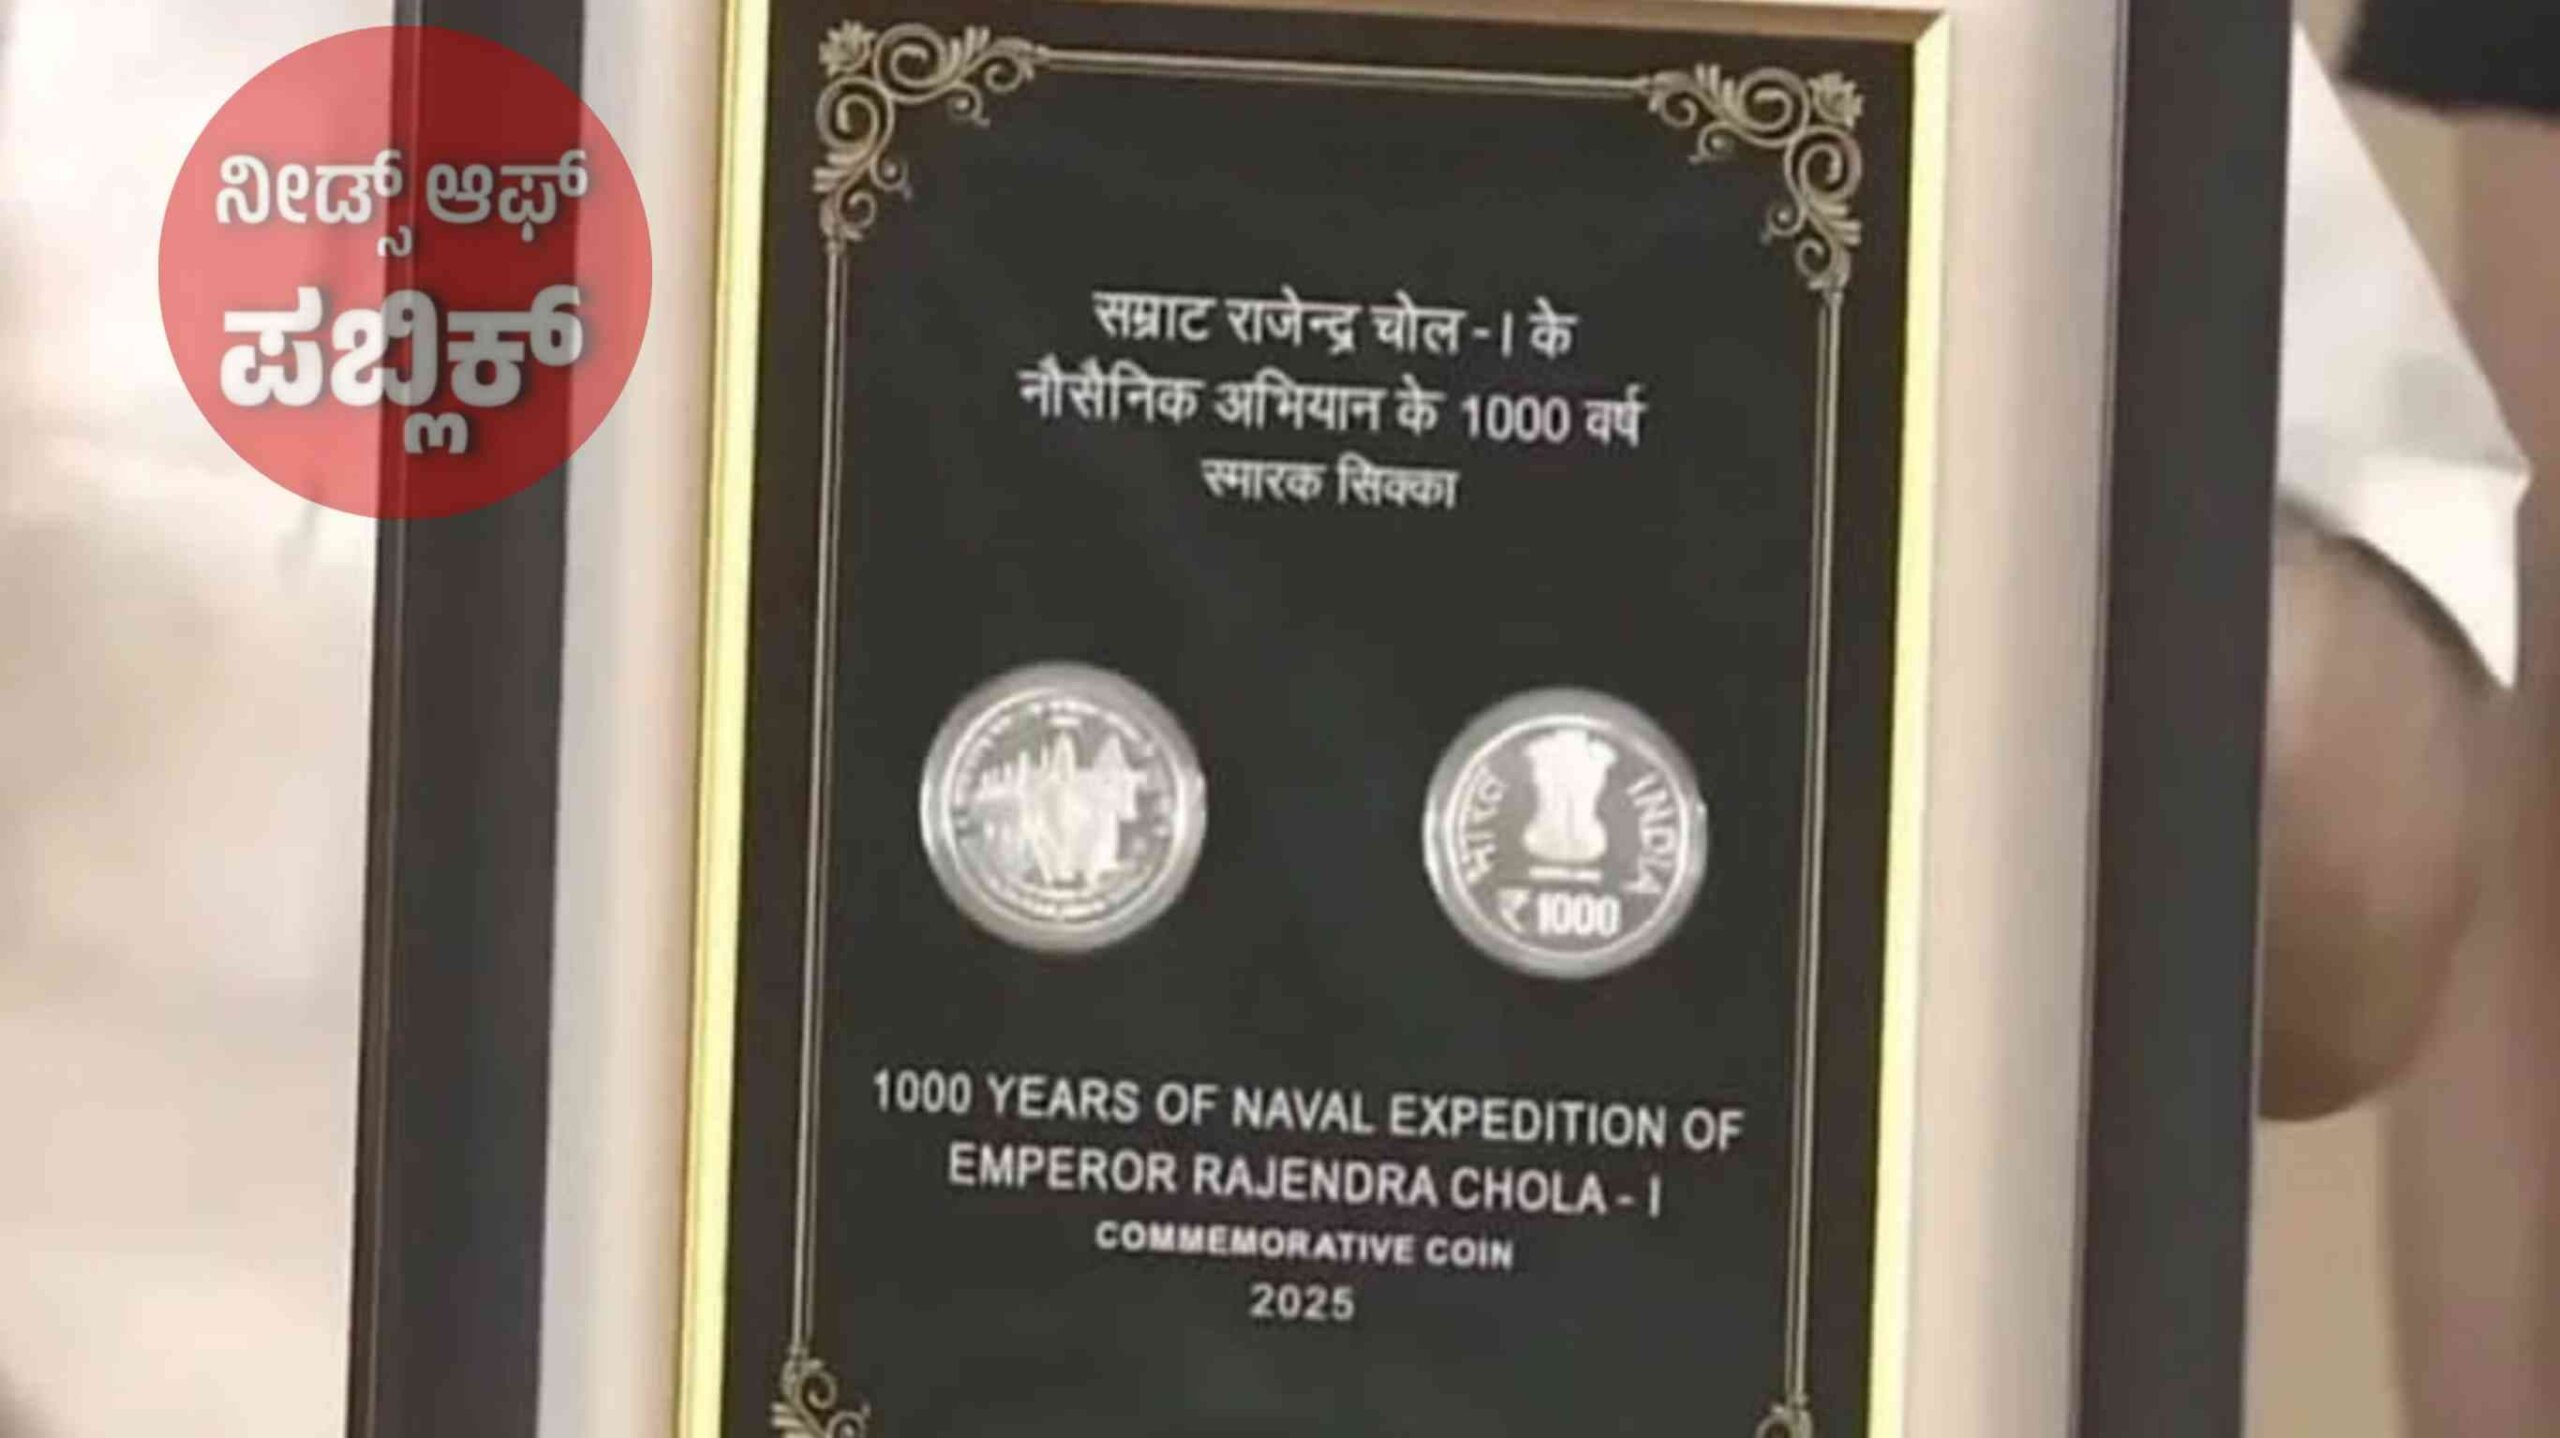 ನೀಡ್ಸ್ ಆಫ್
ಪಬ್ಲಿಕ್
सम्राट राजेन्द्र चोल -I के
नौसैनिक अभियान के 1000 वर्ष
स्मारक सिक्का
भारत
INDIA
₹ 1000
1000 YEARS OF NAVAL EXPEDITION OF
EMPEROR RAJENDRA CHOLA - I
COMMEMORATIVE COIN
2025